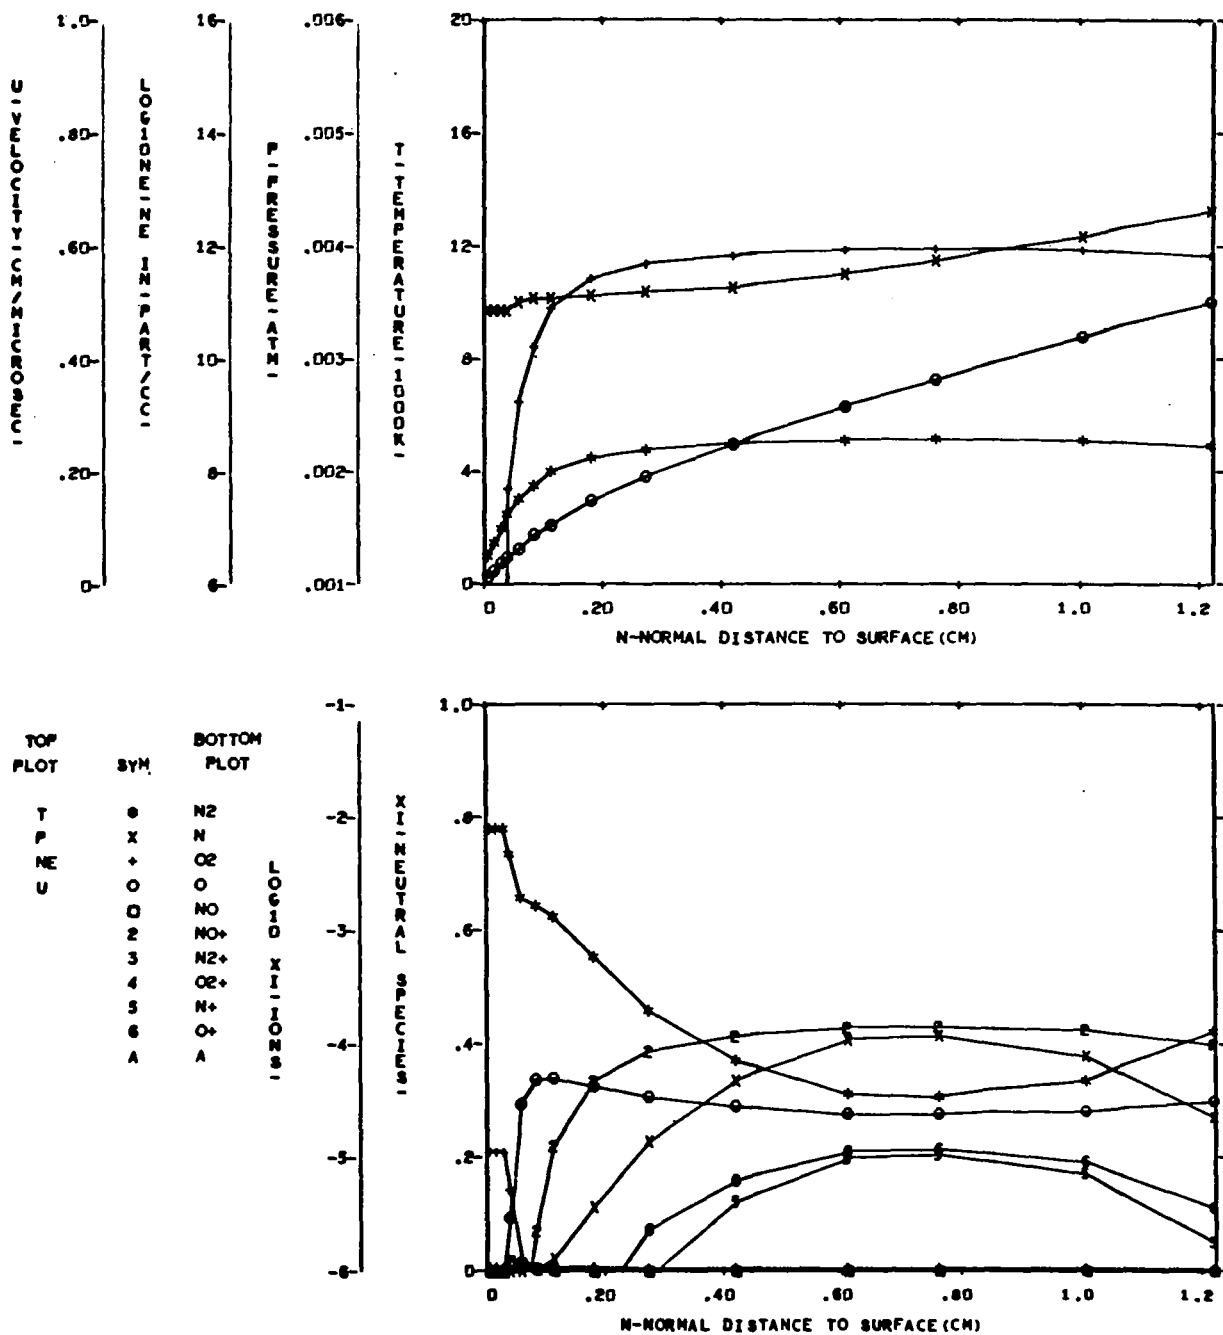 1.0- 16- .006- 20
.80- 14- .005- 16
.60- 12- .004- 12
.40- 10- .003- 8
.20- 8- .002- 4
0- 6- .001- 0
U-VELOCITY-CM/MICROSEC-
LOG10NE-NE IN-PART/CC-
P-PRESSURE-ATM-
T-TEMPERATURE-1000K-
0 .20 .40 .60 .80 1.0 1.2
N-NORMAL DISTANCE TO SURFACE(CM)
-1- 1.0
-2- .8
-3- .6
-4- .4
-5- .2
-6- 0
TOP BOTTOM
PLOT SYM. PLOT
T N2
P X N
NE + O2
U O O
NO
2 NO+
3 N2+
4 O2+
5 N+
6 O+
A A
LOG10 XI-IONS-
XI-NEUTRAL SPECIES-
0 .20 .40 .60 .80 1.0 1.2
N-NORMAL DISTANCE TO SURFACE(CM)